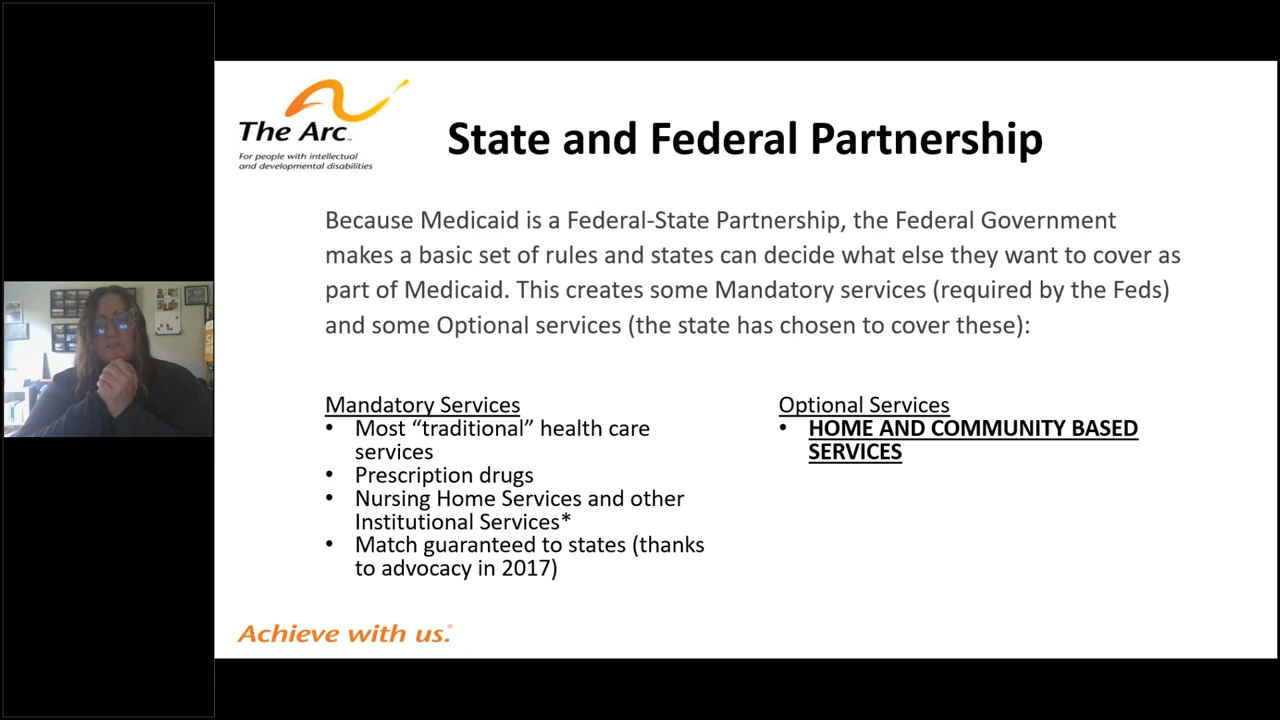 The Arc
For people with intellectual
and developmental disabilities
State and Federal Partnership
Because Medicaid is a Federal-State Partnership, the Federal Government
makes a basic set of rules and states can decide what else they want to cover as
part of Medicaid. This creates some Mandatory services (required by the Feds)
and some Optional services (the state has chosen to cover these):
Mandatory Services
• Most “traditional” health care
services
• Prescription drugs
• Nursing Home Services and other
Institutional Services*
• Match guaranteed to states (thanks
to advocacy in 2017)
Optional Services
• HOME AND COMMUNITY BASED
SERVICES
Achieve with us.®